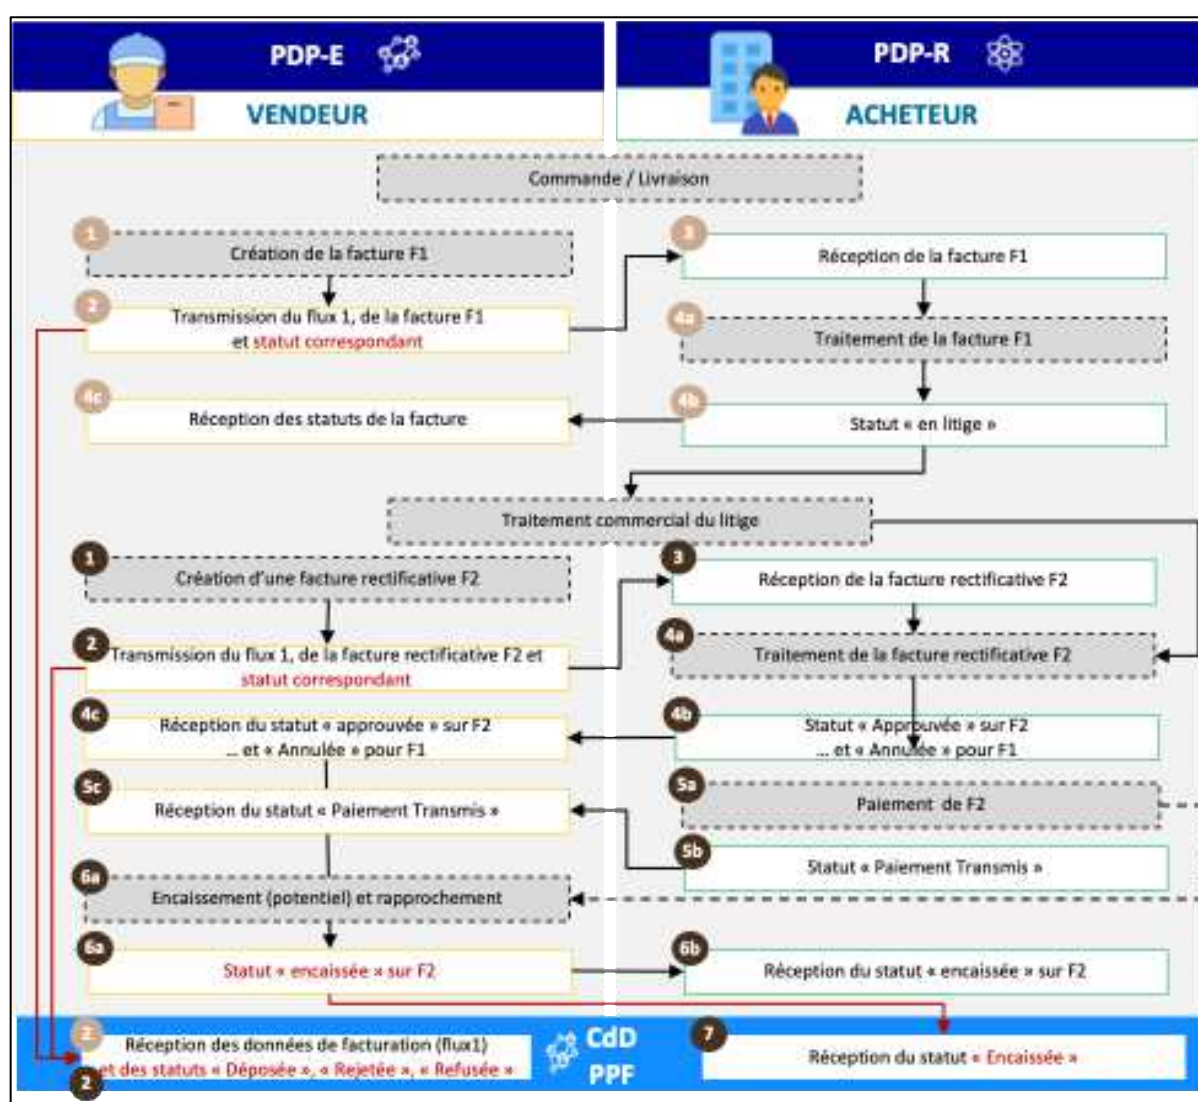 PDP-E
PDP-R
VENDEUR
ACHETEUR
Commande / Livraison
1
Création de la facture F1
3
Réception de la facture F1
2
Transmission du flux 1, de la facture F1
et statut correspondant
4a
Traitement de la facture F1
4c
Réception des statuts de la facture
4b
Statut « en litige »
Traitement commercial du litige
1
Création d'une facture rectificative F2
3
Réception de la facture rectificative F2
2
Transmission du flux 1, de la facture rectificative F2 et
statut correspondant
4a
Traitement de la facture rectificative F2
4c
Réception du statut « approuvée » sur F2
... et « Annulée » pour F1
4b
Statut « Approuvée » sur F2
... et « Annulée » pour F1
5c
Réception du statut « Paiement Transmis »
5a
Paiement de F2
5b
Statut « Paiement Transmis »
6a
Encaissement (potentiel) et rapprochement
6a
Statut « encaissée » sur F2
6b
Réception du statut « encaissée » sur F2
2
Réception des données de facturation (flux1)
et des statuts « Déposée », « Rejetée », « Refusée »
2
CdD
PPF
7
Réception du statut « Encaissée »